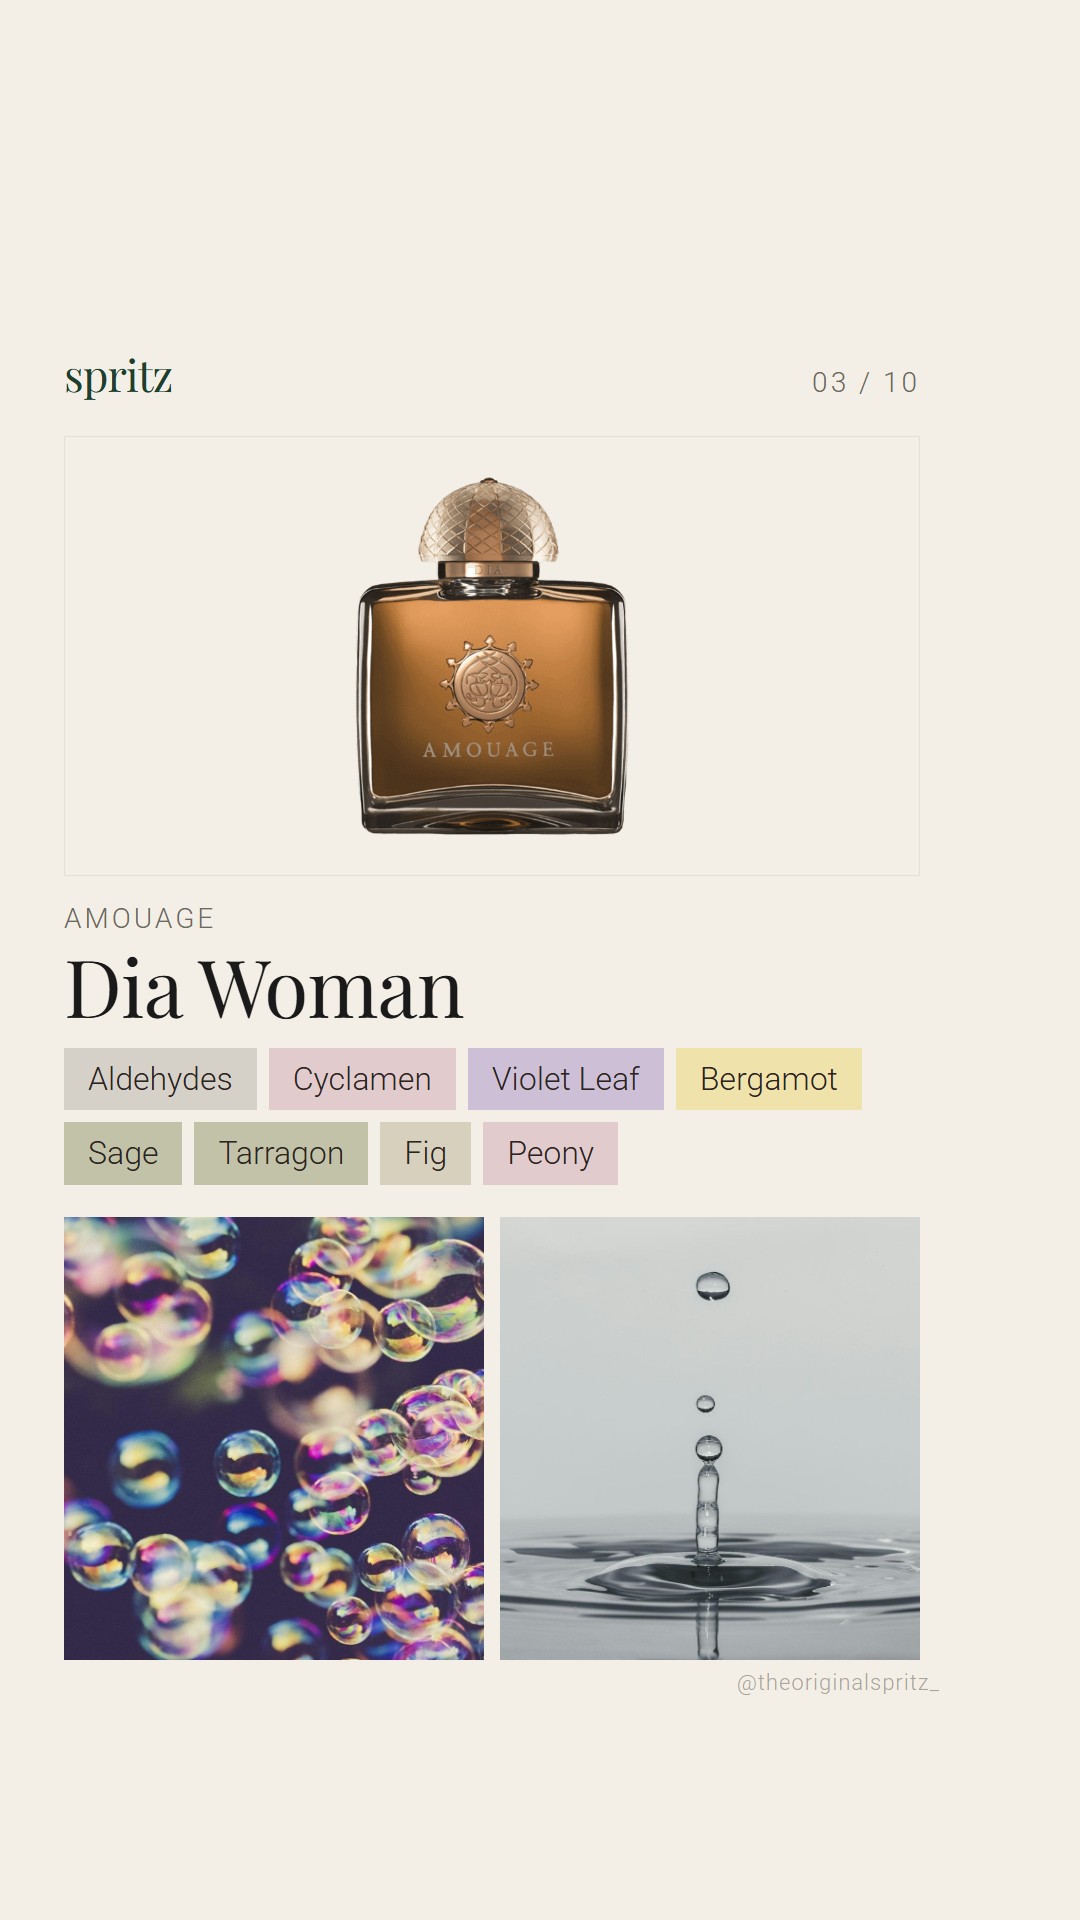 spritz
03 / 10
DIA
AMOUAGE
AMOUAGE
Dia Woman
Aldehydes Cyclamen Violet Leaf Bergamot
Sage Tarragon Fig Peony
@theoriginalspritz_